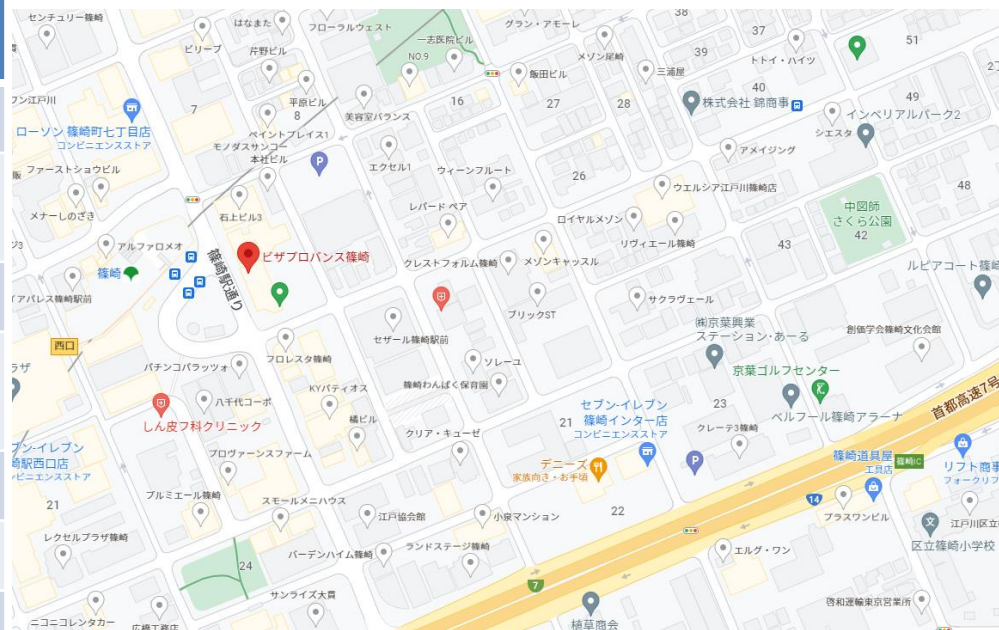 センチュリー篠崎
はなまた
フローラルウェスト
グラン・アモーレ
38
37
51
ビリーブ
芹野ビル
一志医院ビル
NO.9
メゾン尾崎
39
トトイ・ハイツ
三浦屋
飯田ビル
40
49
7
平原ビル
8
16
27
28
株式会社 錦商事
インペリアルパーク2
ローソン 篠崎町七丁目店
コンビニエンスストア
美容室バランス
ペイントプレイス1
モノダスサンコー
本社ビル
シエスタ
アメイジング
ファーストショウビル
エクセル1
ウィーンフルート
26
ウエルシア江戸川篠崎店
48
メナーしのざき
石上ビル3
レパード ペア
ロイヤルメゾン
中図師
さくら公園
42
アルファロメオ
リヴィエール篠崎
43
篠崎
篠崎駅通り
ビザプロバンス篠崎
クレストフォルム篠崎
メゾンキャッスル
ルピアコート篠崎
イアパレス篠崎駅前
サクラヴェール
ブリックST
㈱京葉興業
ステーション・あーる
創価学会篠崎文化会館
西口
セザール篠崎駅前
パチンコパラッツォ
フロレスタ篠崎
ソレーユ
京葉ゴルフセンター
KYパティオス
篠崎わんぱく保育園
首都高速7号
八千代コーポ
しん皮フ科クリニック
橘ビル
セブン-イレブン
篠崎インター店
コンビニエンスストア
21
23
ベルフール篠崎アラーナ
クリア・キューゼ
クレーテ3篠崎
ブン-イレブン
崎駅西口店
プロヴァーンスファーム
デニーズ
家族向き・お手頃
篠崎道具屋
工具店
篠崎IC
リフト商事
フォークリフ
21
プルミエール篠崎
スモールメニハウス
22
14
江戸協会館
小泉マンション
プラスワンビル
江戸川区立
区立篠崎小学校
レクセルプラザ篠崎
バーデンハイム篠崎
ランドステージ篠崎
エルダ・ワン
24
7
サンライズ大貫
啓和運輸東京営業所
ニコニコレンタカー
広橋工務店
植草商会